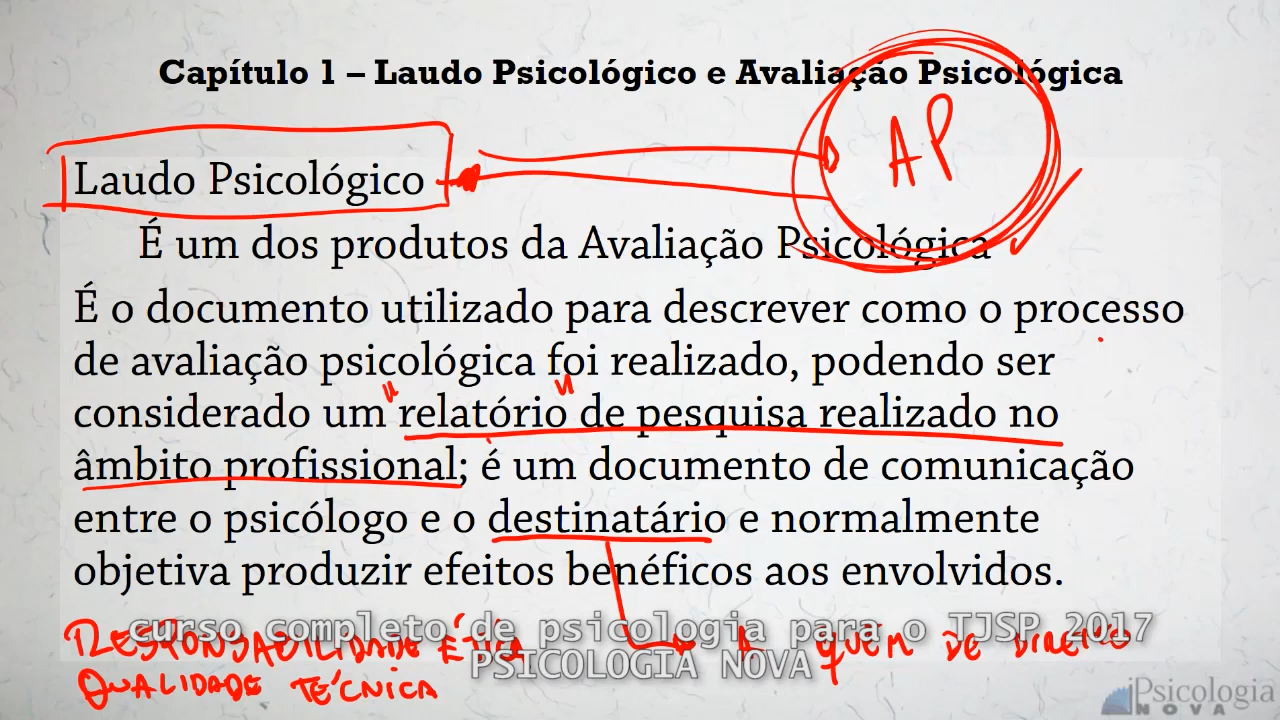 Capítulo 1 – Laudo Psicológico e Avaliação Psicológica
AP
Laudo Psicológico
É um dos produtos da Avaliação Psicológica
É o documento utilizado para descrever como o processo
de avaliação psicológica foi realizado, podendo ser
considerado um "relatório" de pesquisa realizado no
âmbito profissional; é um documento de comunicação
entre o psicólogo e o destinatário e normalmente
objetiva produzir efeitos benéficos aos envolvidos.
RESPONSABILIDADE ÉTICA
A QUEM DE DIREITO
curso completo de psicologia para o TJSP 2017
PSICOLOGIA NOVA
QUALIDADE TÉCNICA
Psicologia
NOVA